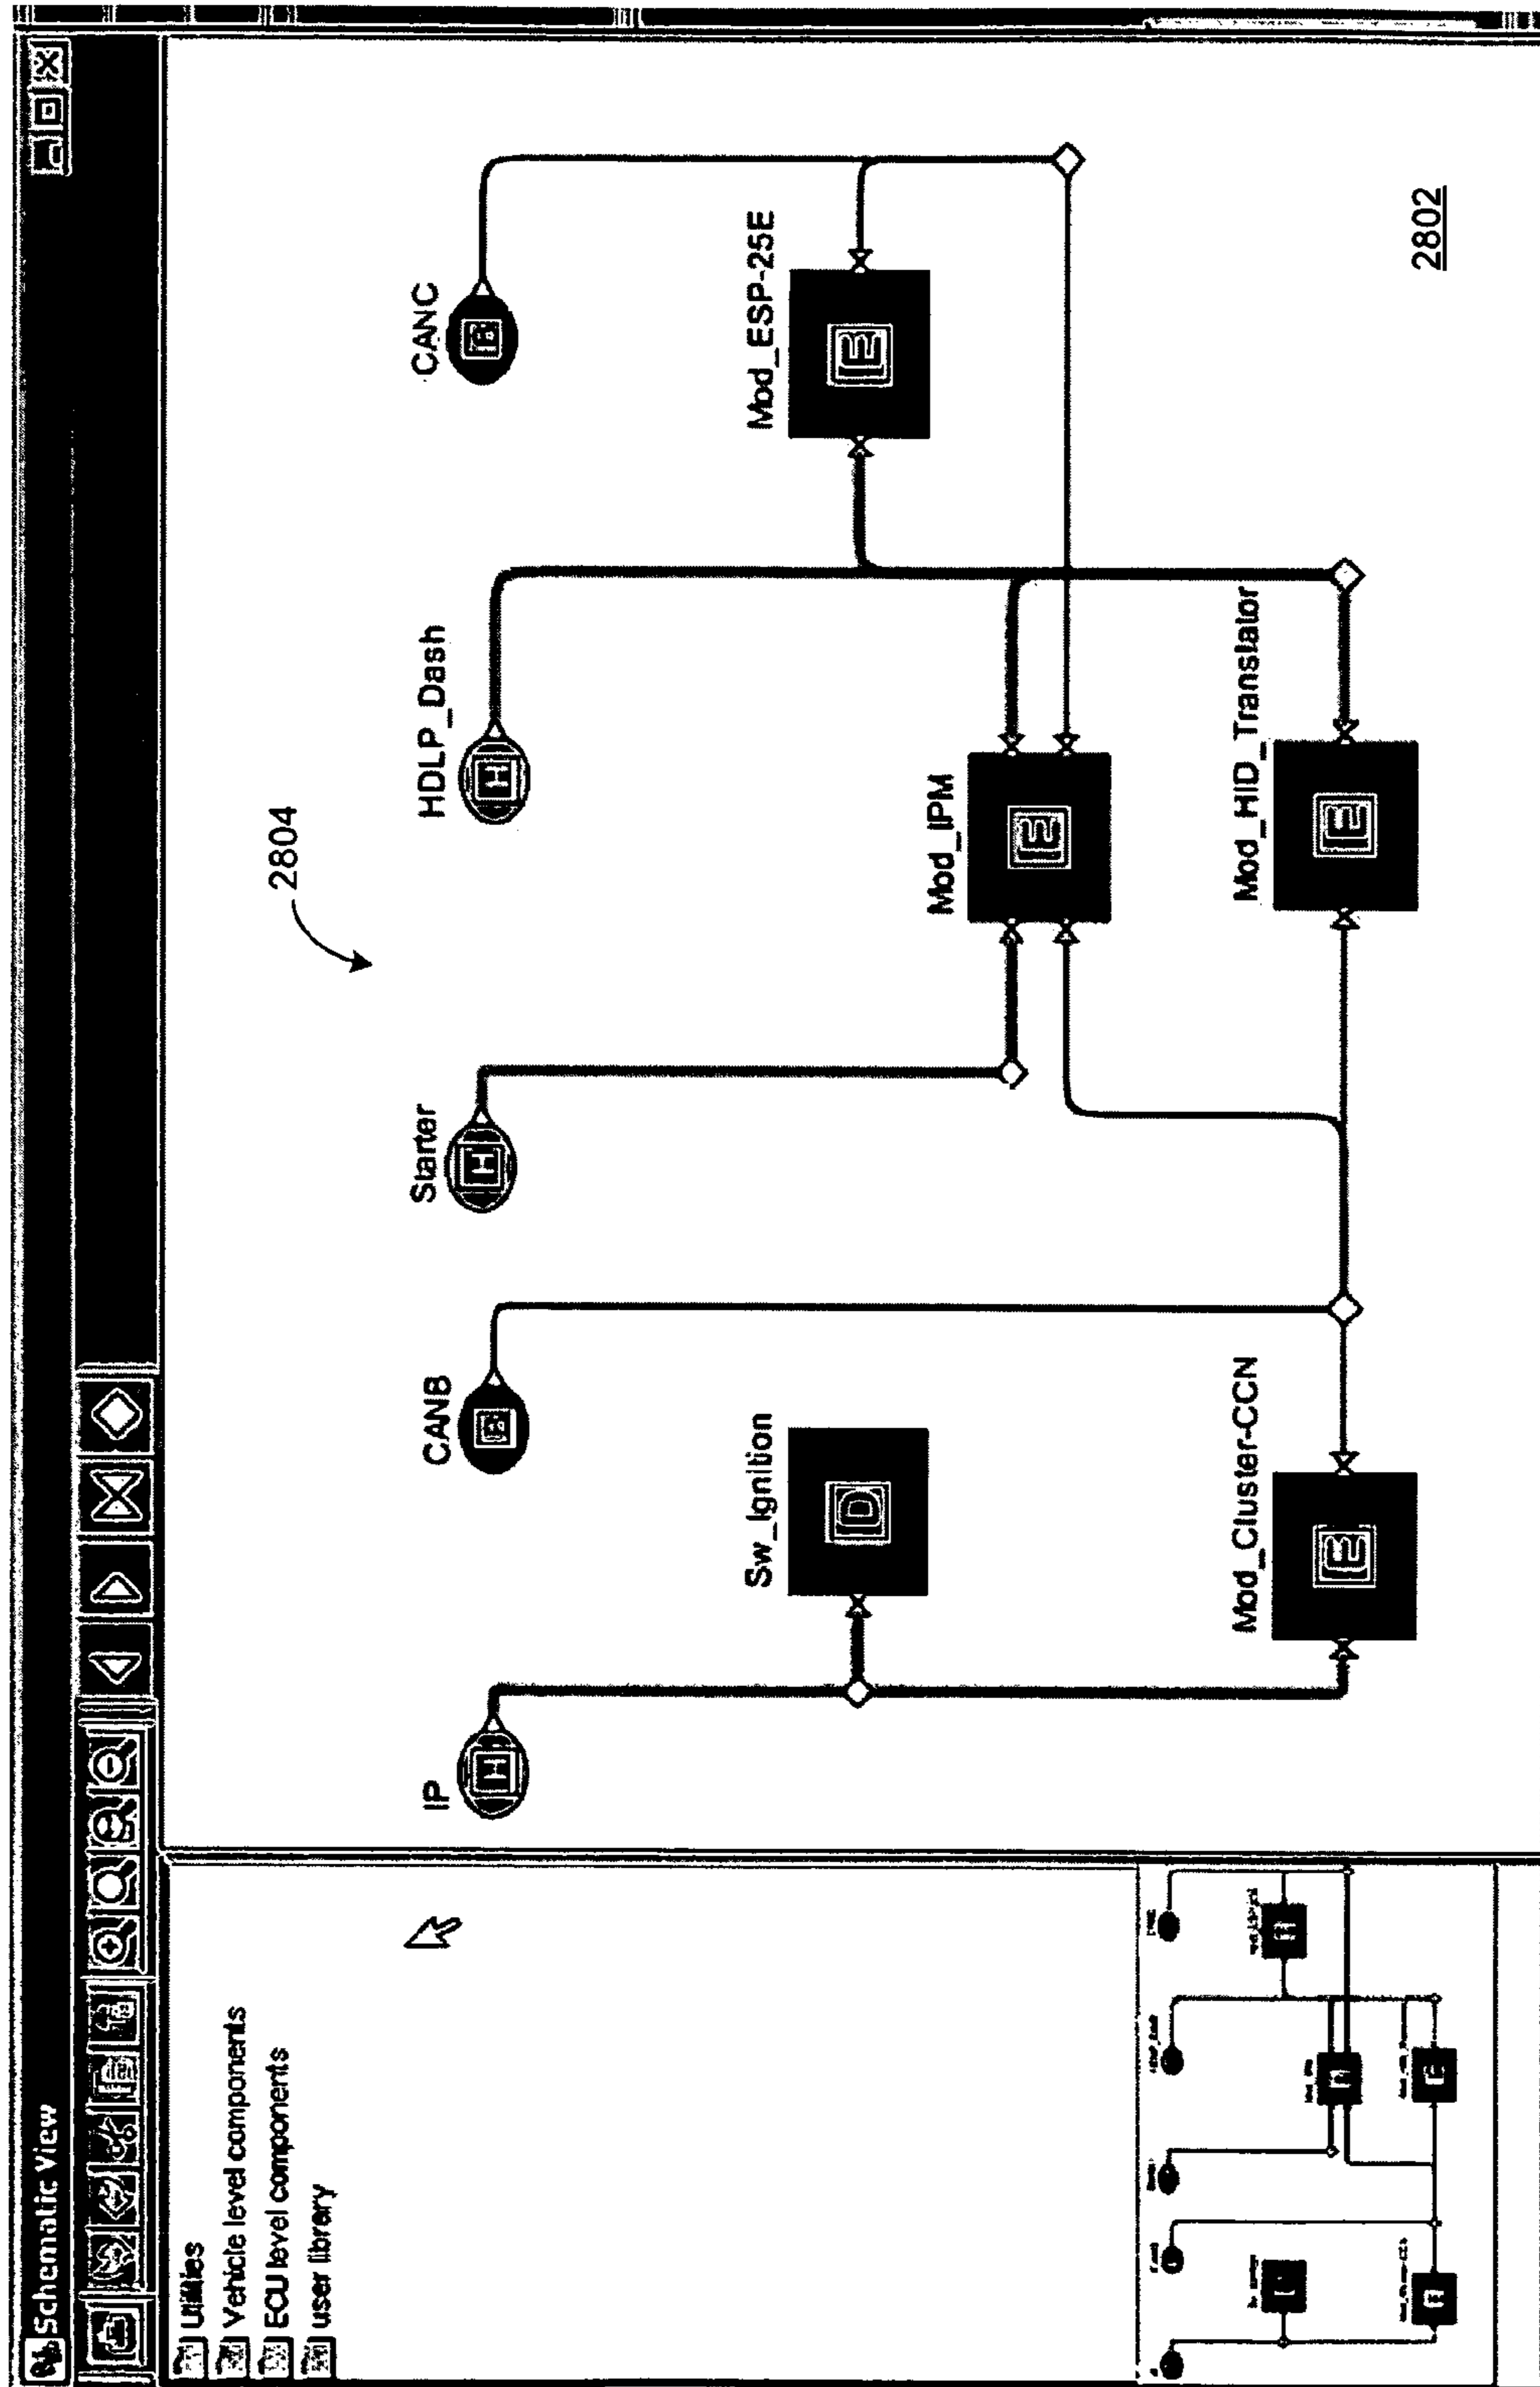 Schematic View
Utilities
Vehicle level components
ECU level components
user library
2804
IP
H
CANB
Starter
H
HDLP_Dash
H
CANC
Sw_Ignition
D
Mod_ESP-25E
E
Mod_IPM
E
Mod_Cluster-CCN
E
Mod_HID_Translator
E
2802